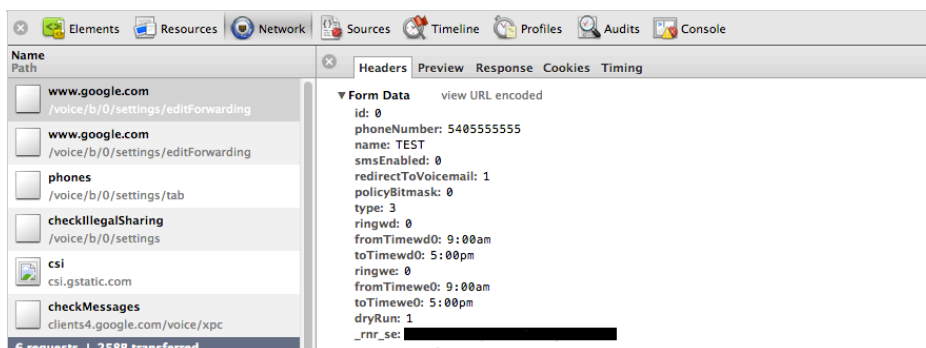 Elements Resources Network Sources Timeline Profiles Audits Console
Name
Path
www.google.com
/voice/b/0/settings/editForwarding
www.google.com
/voice/b/0/settings/editForwarding
phones
/voice/b/0/settings/tab
checkIllegalSharing
/voice/b/0/settings
csi
csi.gstatic.com
checkMessages
clients4.google.com/voice/xpc
6 requests | 258B transferred
Headers Preview Response Cookies Timing
▼Form Data view URL encoded
id: 0
phoneNumber: 5405555555
name: TEST
smsEnabled: 0
redirectToVoicemail: 1
policyBitmask: 0
type: 3
ringwd: 0
fromTimewd0: 9:00am
toTimewd0: 5:00pm
ringwe: 0
fromTimewe0: 9:00am
toTimewe0: 5:00pm
dryRun: 1
_rnr_se: